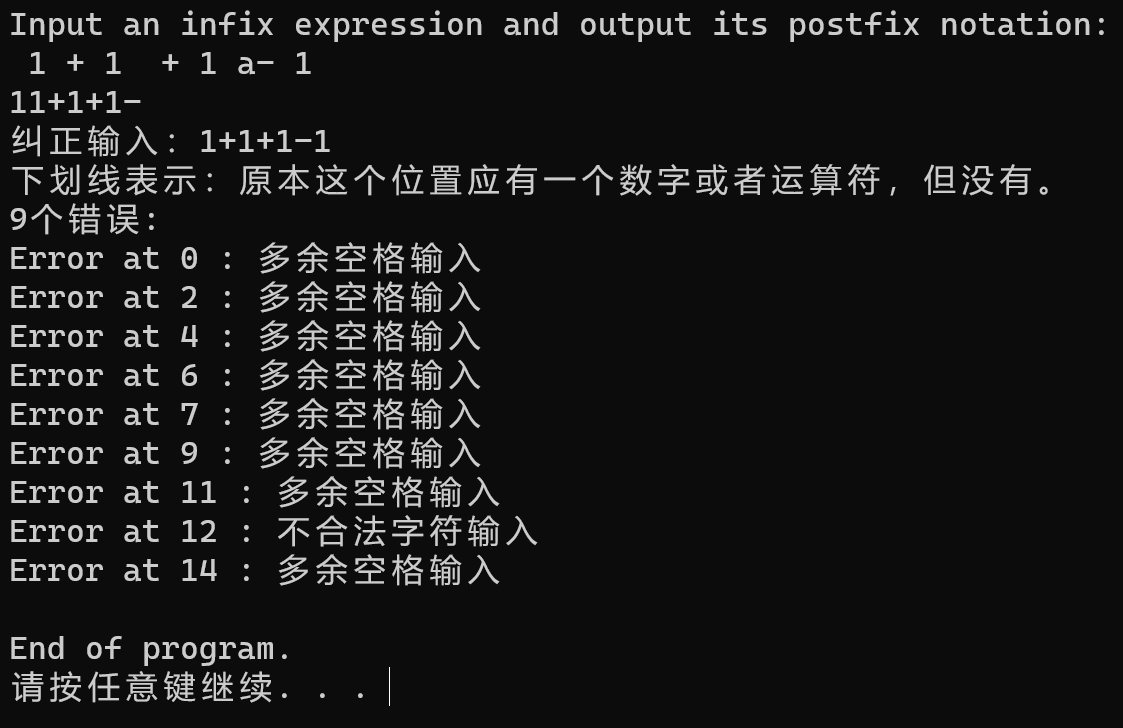 Input an infix expression and output its postfix notation:
 1 + 1  + 1 a- 1
11+1+1-
纠正输入：1+1+1-1
下划线表示：原本这个位置应有一个数字或者运算符，但没有。
9个错误：
Error at 0 : 多余空格输入
Error at 2 : 多余空格输入
Error at 4 : 多余空格输入
Error at 6 : 多余空格输入
Error at 7 : 多余空格输入
Error at 9 : 多余空格输入
Error at 11 : 多余空格输入
Error at 12 : 不合法字符输入
Error at 14 : 多余空格输入
End of program.
请按任意键继续. . .